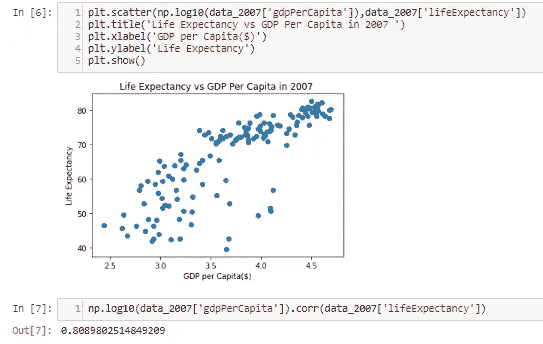 In [6]:
1 plt.scatter(np.log10(data_2007['gdpPerCapita']),data_2007['lifeExpectancy'])
2 plt.title('Life Expectancy vs GDP Per Capita in 2007 ')
3 plt.xlabel('GDP per Capita($)')
4 plt.ylabel('Life Expectancy')
5 plt.show()
Life Expectancy vs GDP Per Capita in 2007
80
70
60
50
40
Life Expectancy
2.5 3.0 3.5 4.0 4.5
GDP per Capita($)
In [7]:
1 np.log10(data_2007['gdpPerCapita']).corr(data_2007['lifeExpectancy'])
Out[7]: 0.8089802514849209